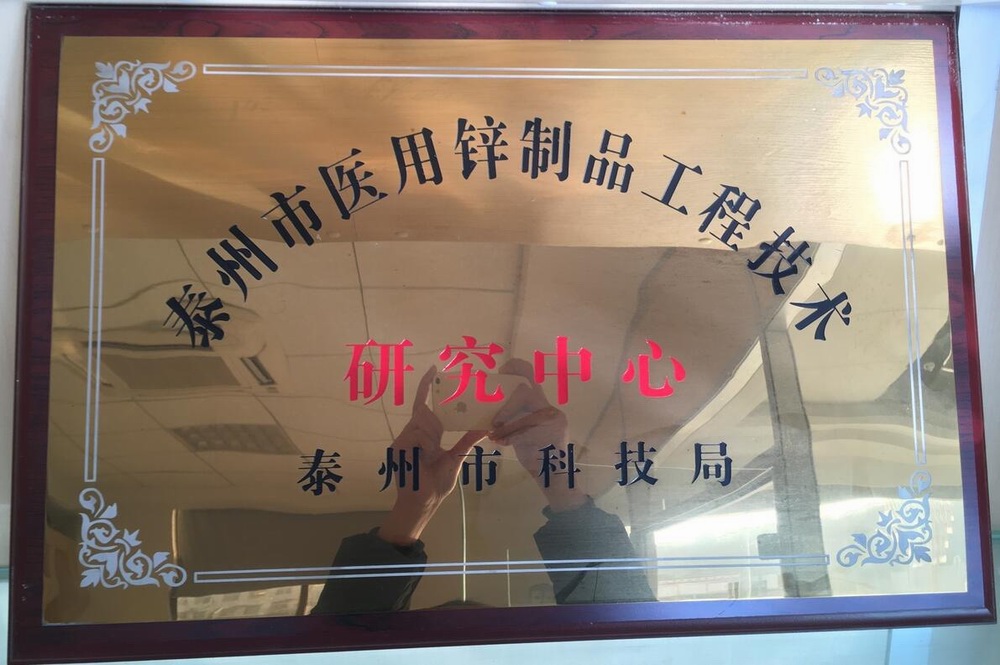 泰州市医用锌制品工程技术
研究中心
泰州市科技局